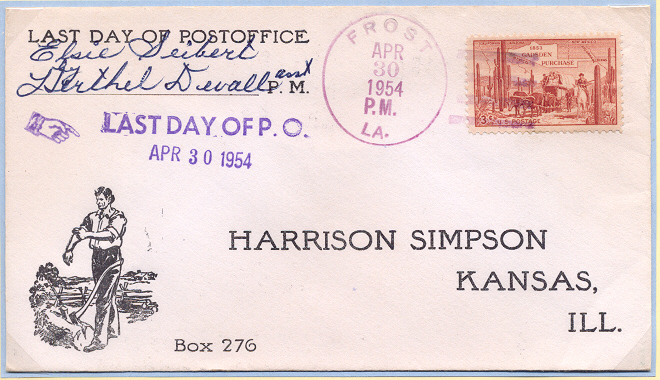 LAST DAY OF POSTOFFICE
Elsie Seibert
Herthel Devall asst
P. M.
LAST DAY OF P.O.
APR 30 1954
FROST
APR
30
1954
P.M.
LA.
1853
GADSDEN
PURCHASE
3¢
U.S. POSTAGE
HARRISON SIMPSON
KANSAS,
ILL.
Box 276